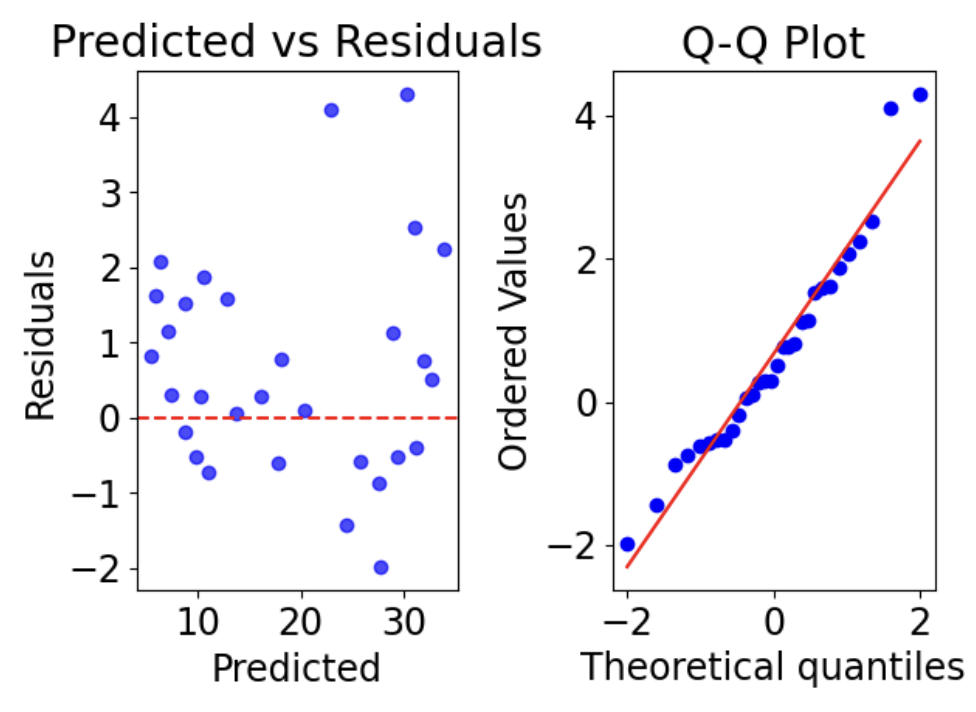 Predicted vs Residuals
Residuals
4
3
2
1
0
−1
−2
10 20 30
Predicted
Q-Q Plot
Ordered Values
4
2
0
−2
−2 0 2
Theoretical quantiles